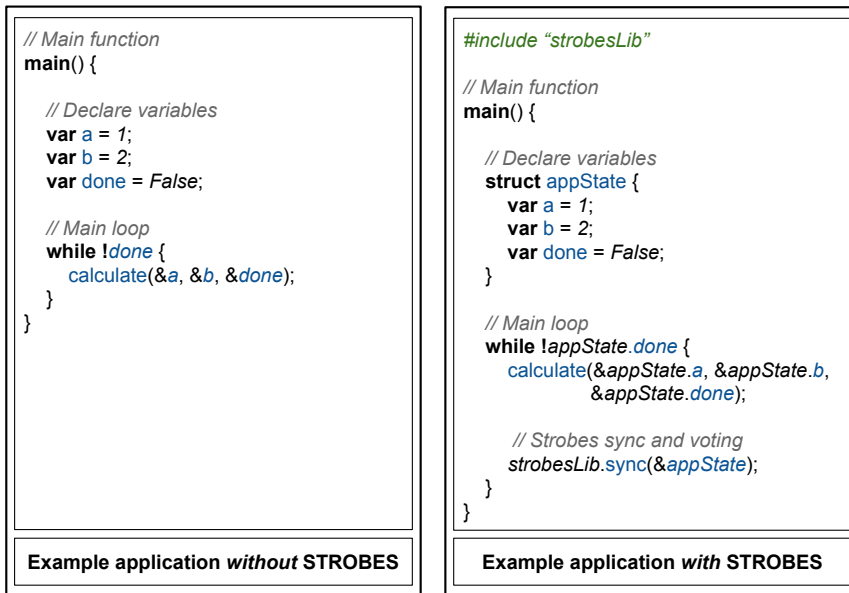 // Main function
main() {
// Declare variables
var a = 1;
var b = 2;
var done = False;
// Main loop
while !done {
calculate(&a, &b, &done);
}
}
Example application without STROBES
#include “strobesLib”
// Main function
main() {
// Declare variables
struct appState {
var a = 1;
var b = 2;
var done = False;
}
// Main loop
while !appState.done {
calculate(&appState.a, &appState.b,
&appState.done);
// Strobes sync and voting
strobesLib.sync(&appState);
}
}
Example application with STROBES